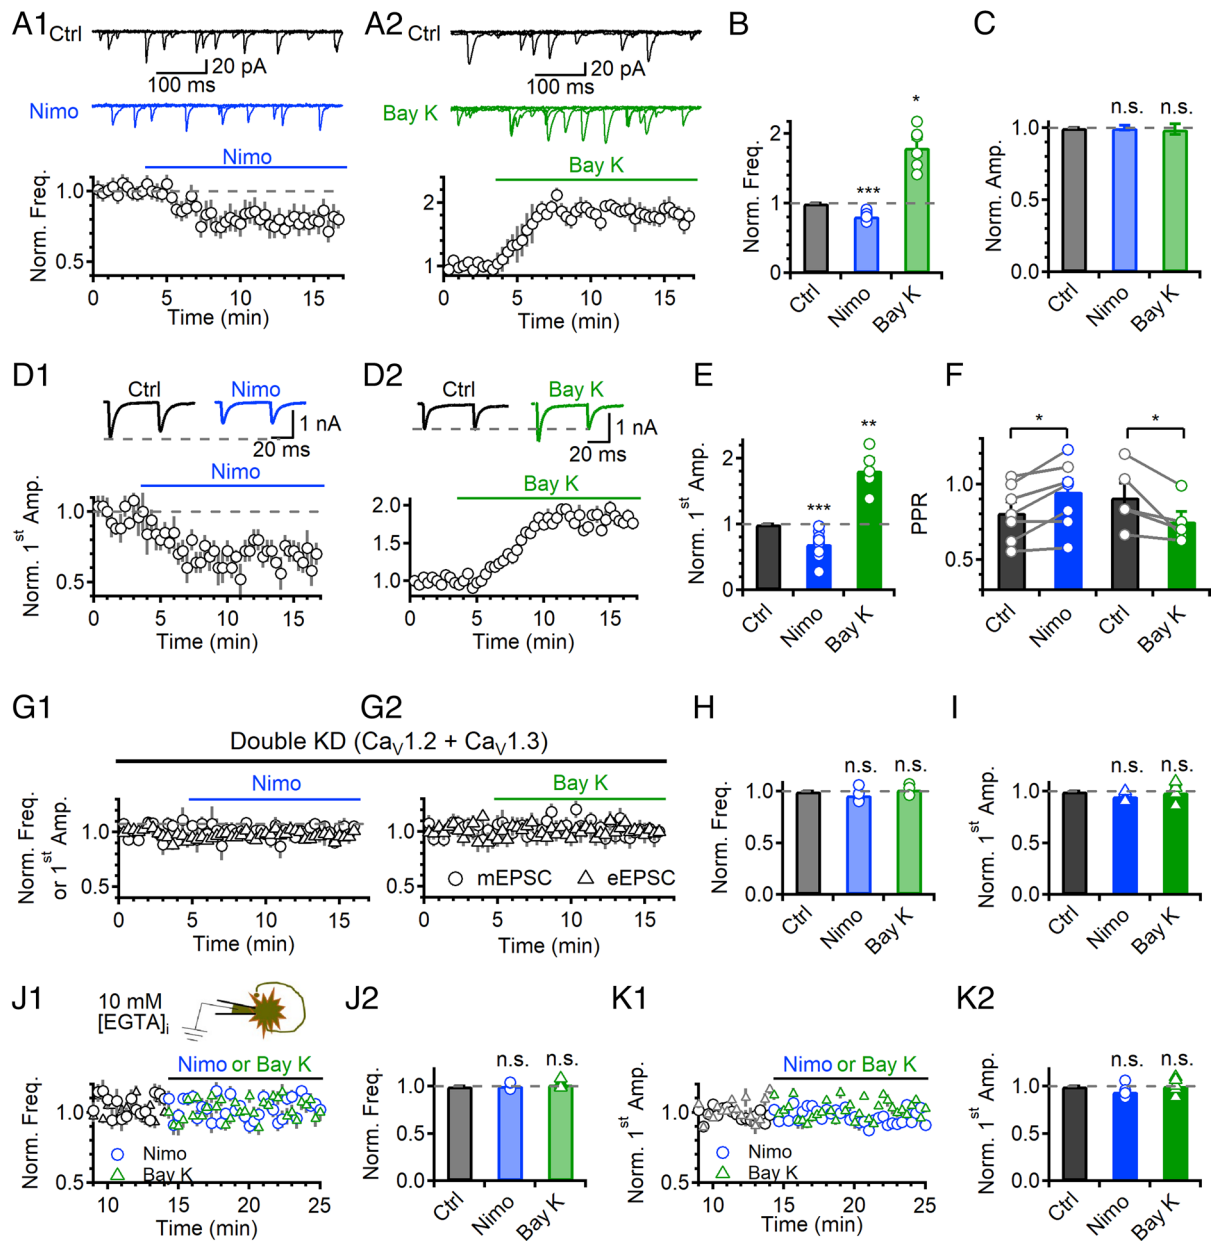 A1
Ctrl
20 pA
100 ms
Nimo
Nimo
Norm. Freq.
1.0
0.5
0 5 10 15
Time (min)
A2
Ctrl
20 pA
100 ms
Bay K
Bay K
2
1
0 5 10 15
Time (min)
B
Norm. Freq.
2
1
0
***
*
Ctrl
Nimo
Bay K
C
Norm. Amp.
1.0
0.5
0.0
n.s. n.s.
Ctrl
Nimo
Bay K
D1
Ctrl Nimo
1 nA
20 ms
Nimo
Norm. 1st Amp.
1.0
0.5
0 5 10 15
Time (min)
D2
Ctrl Bay K
1 nA
20 ms
Bay K
2.0
1.5
1.0
0 5 10 15
Time (min)
E
Norm. 1st Amp.
1
0
***
**
Ctrl
Nimo
Bay K
F
PPR
1.0
0.5
* *
Ctrl
Nimo
Ctrl
Bay K
G1 G2
Double KD (CaV1.2 + CaV1.3)
Nimo
Norm. Freq.
or 1st Amp.
1.0
0.5
0 5 10 15
Time (min)
Bay K
1.0
0.5
mEPSC eEPSC
0 5 10 15
Time (min)
H
Norm. Freq.
1.0
0.5
0.0
n.s. n.s.
Ctrl
Nimo
Bay K
I
Norm. 1st Amp.
1.0
0.5
0.0
n.s. n.s.
Ctrl
Nimo
Bay K
J1
10 mM
[EGTA]i
Nimo or Bay K
Norm. Freq.
1.0
0.5
Nimo
Bay K
10 15 20 25
Time (min)
J2
Norm. Freq.
1.0
0.5
0.0
n.s. n.s.
Ctrl
Nimo
Bay K
K1
Nimo or Bay K
Norm. 1st Amp.
1.0
0.5
Nimo
Bay K
10 15 20 25
Time (min)
K2
Norm. 1st Amp.
1.0
0.5
0.0
n.s. n.s.
Ctrl
Nimo
Bay K